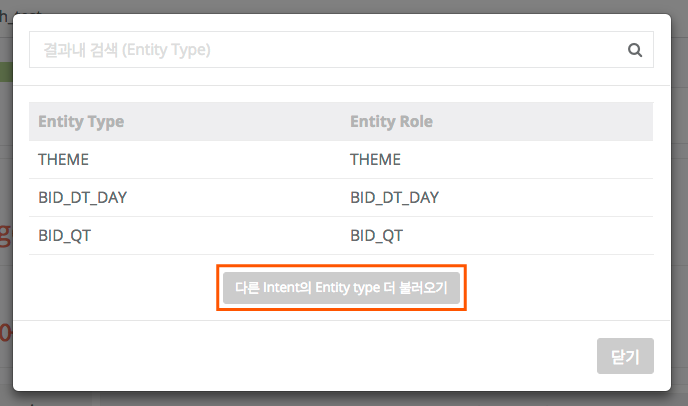 결과내 검색 (Entity Type)
Entity Type Entity Role
THEME THEME
BID_DT_DAY BID_DT_DAY
BID_QT BID_QT
다른 Intent의 Entity type 더 불러오기
닫기